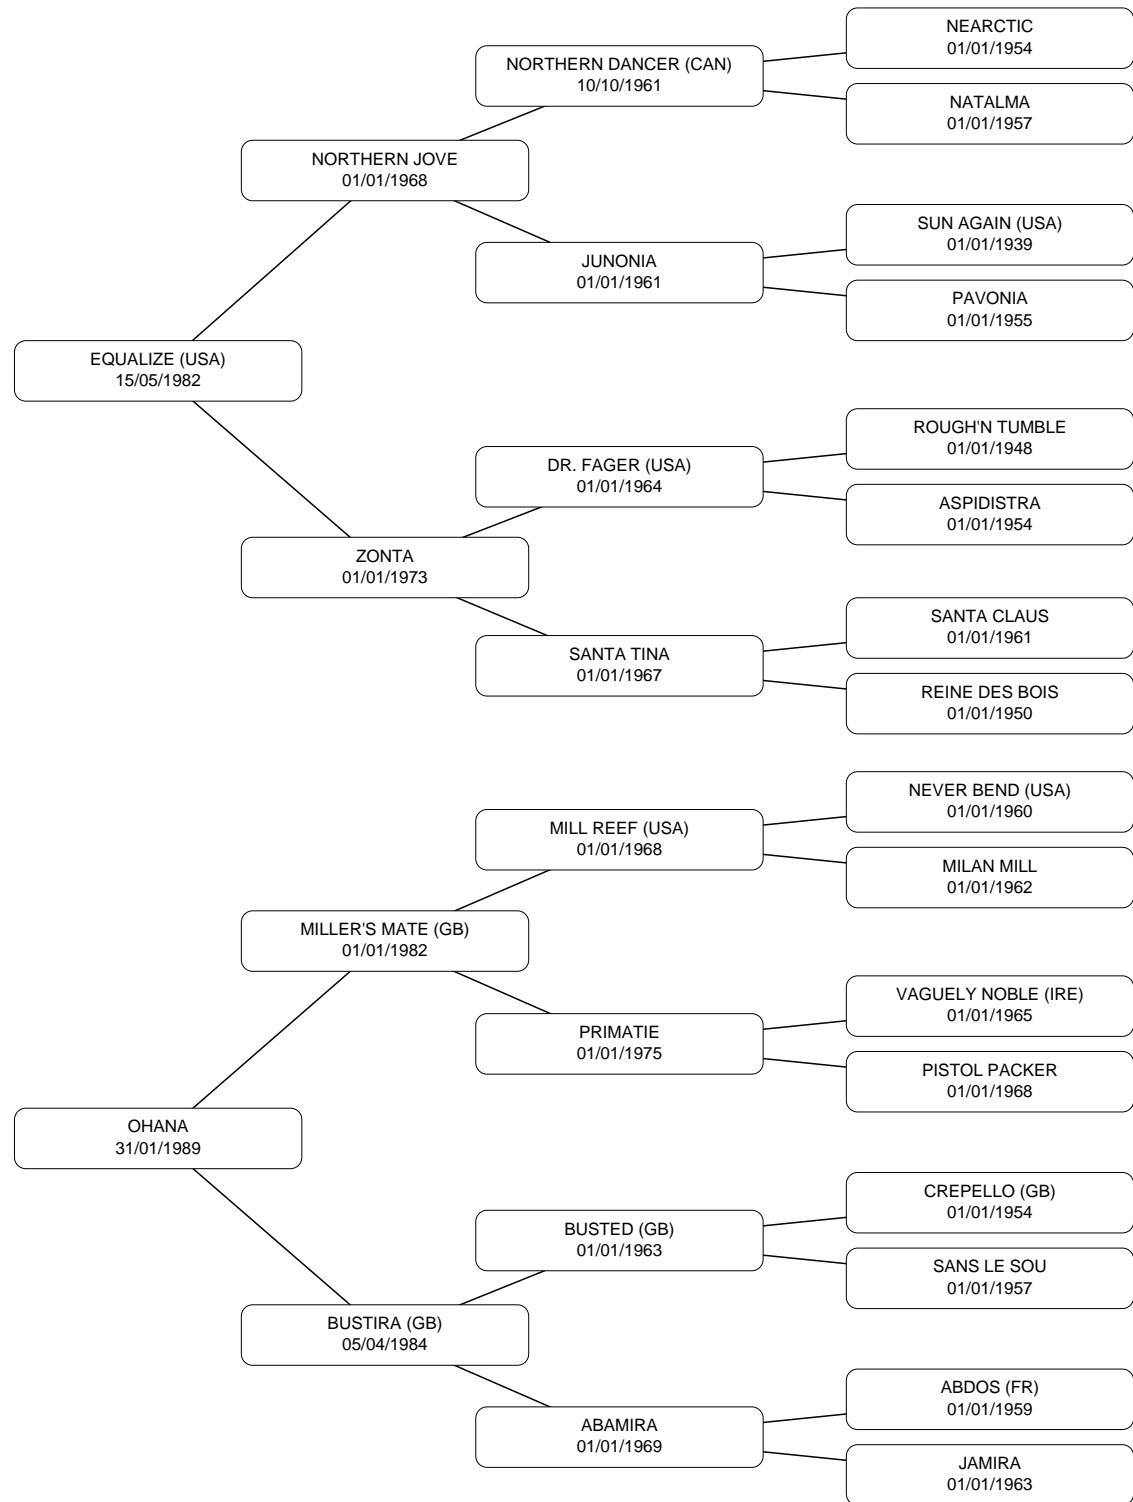 NEARCTIC
01/01/1954
NORTHERN DANCER (CAN)
10/10/1961
NATALMA
01/01/1957
NORTHERN JOVE
01/01/1968
SUN AGAIN (USA)
01/01/1939
JUNONIA
01/01/1961
PAVONIA
01/01/1955
EQUALIZE (USA)
15/05/1982
ROUGH'N TUMBLE
01/01/1948
DR. FAGER (USA)
01/01/1964
ASPIDISTRA
01/01/1954
ZONTA
01/01/1973
SANTA CLAUS
01/01/1961
SANTA TINA
01/01/1967
REINE DES BOIS
01/01/1950
NEVER BEND (USA)
01/01/1960
MILL REEF (USA)
01/01/1968
MILAN MILL
01/01/1962
MILLER'S MATE (GB)
01/01/1982
VAGUELY NOBLE (IRE)
01/01/1965
PRIMATIE
01/01/1975
PISTOL PACKER
01/01/1968
OHANA
31/01/1989
CREPELLO (GB)
01/01/1954
BUSTED (GB)
01/01/1963
SANS LE SOU
01/01/1957
BUSTIRA (GB)
05/04/1984
ABDOS (FR)
01/01/1959
ABAMIRA
01/01/1969
JAMIRA
01/01/1963